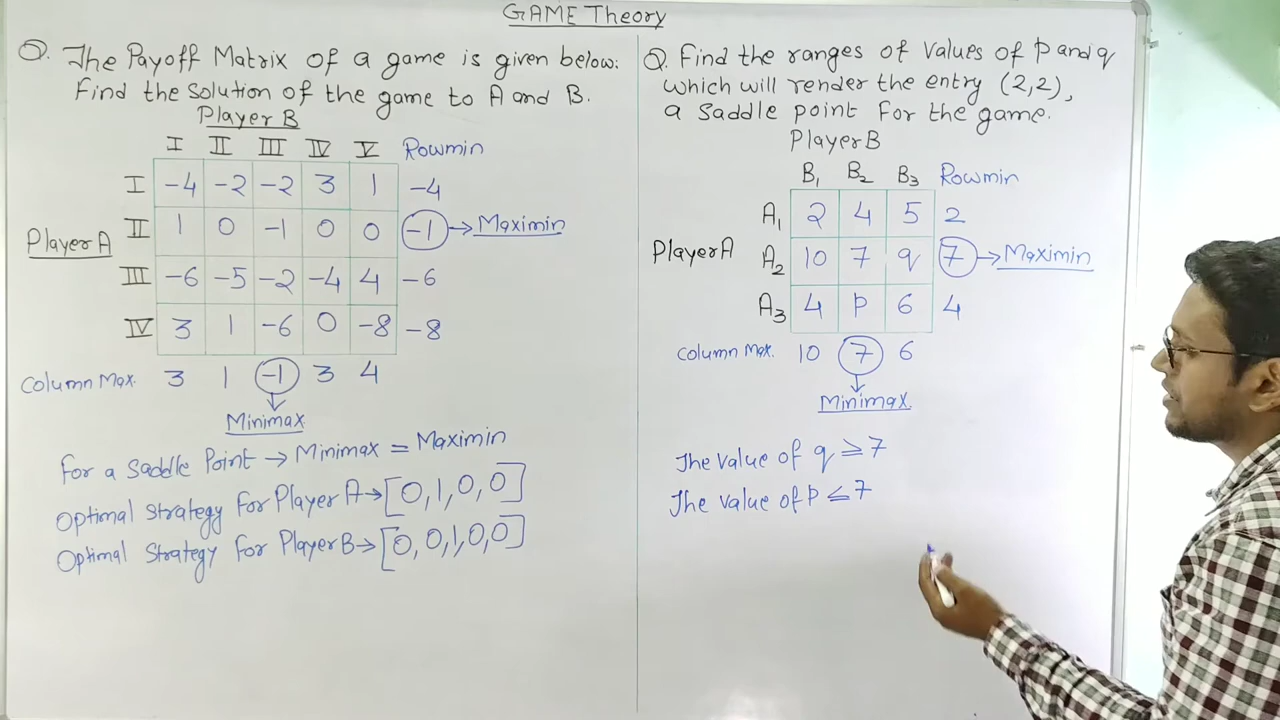 GAME Theory
Q. The Payoff Matrix of a game is given below.
Find the solution of the game to A and B.
Player B
I II III IV V Rowmin
I -4 -2 -2 3 1 -4
Player A II 1 0 -1 0 0 -1 → Maximin
III -6 -5 -2 -4 4 -6
IV 3 1 -6 0 -8 -8
Column Max. 3 1 -1 3 4
Minimax
For a Saddle Point → Minimax = Maximin
Optimal strategy for Player A → [0,1,0,0]
Optimal Strategy for Player B → [0,0,1,0,0]
Q. Find the ranges of values of p and q
which will render the entry (2,2),
a saddle point for the game.
Player B
B1 B2 B3 Rowmin
A1 2 4 5 2
Player A A2 10 7 q 7 → Maximin
A3 4 p 6 4
Column Max. 10 7 6
Minimax
The value of q ≥ 7
The value of p ≤ 7